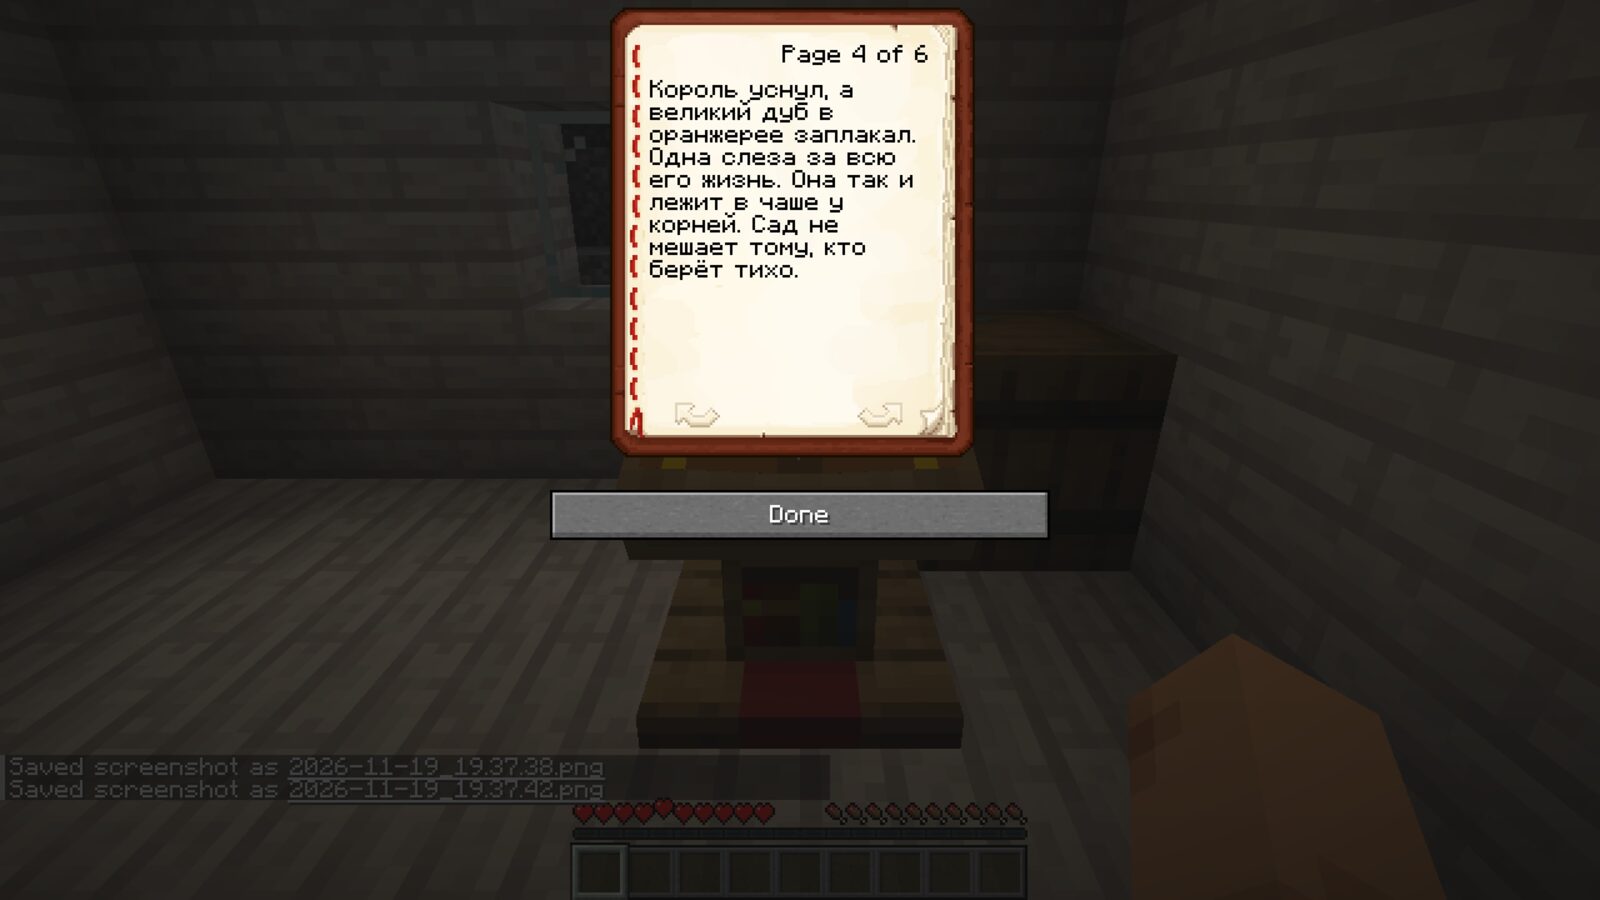 Page 4 of 6
Король уснул, а
великий дуб в
оранжерее заплакал.
Одна слеза за всю
его жизнь. Она так и
лежит в чаше у
корней. Сад не
мешает тому, кто
берёт тихо.
Done
Saved screenshot as 2026-11-19_19.37.38.png
Saved screenshot as 2026-11-19_19.37.42.png